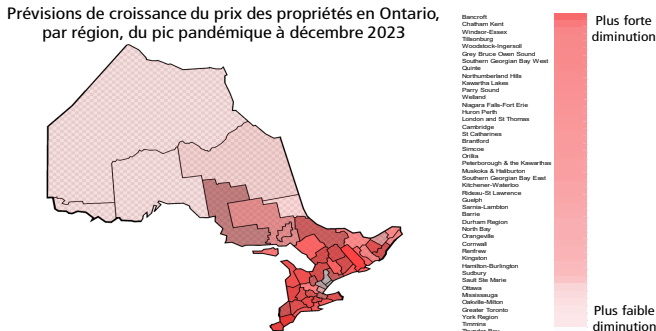 Prévisions de croissance du prix des propriétés en Ontario,
par région, du pic pandémique à décembre 2023
Bancroft
Chatham Kent
Windsor-Essex
Tillsonburg
Woodstock-Ingersoll
Grey Bruce Owen Sound
Southern Georgian Bay West
Quinte
Northumberland Hills
Kawartha Lakes
Parry Sound
Welland
Niagara Falls-Fort Erie
Huron Perth
London and St Thomas
Cambridge
St Catharines
Brantford
Simcoe
Orillia
Peterborough & the Kawarthas
Muskoka & Haliburton
Southern Georgian Bay East
Kitchener-Waterloo
Rideau-St Lawrence
Guelph
Sarnia-Lambton
Barrie
Durham Region
North Bay
Orangeville
Cornwall
Renfrew
Kingston
Hamilton-Burlington
Sudbury
Sault Ste Marie
Ottawa
Mississauga
Oakville-Milton
Greater Toronto
York Region
Timmins
Thunder Bay
Plus forte
diminution
Plus faible
diminution